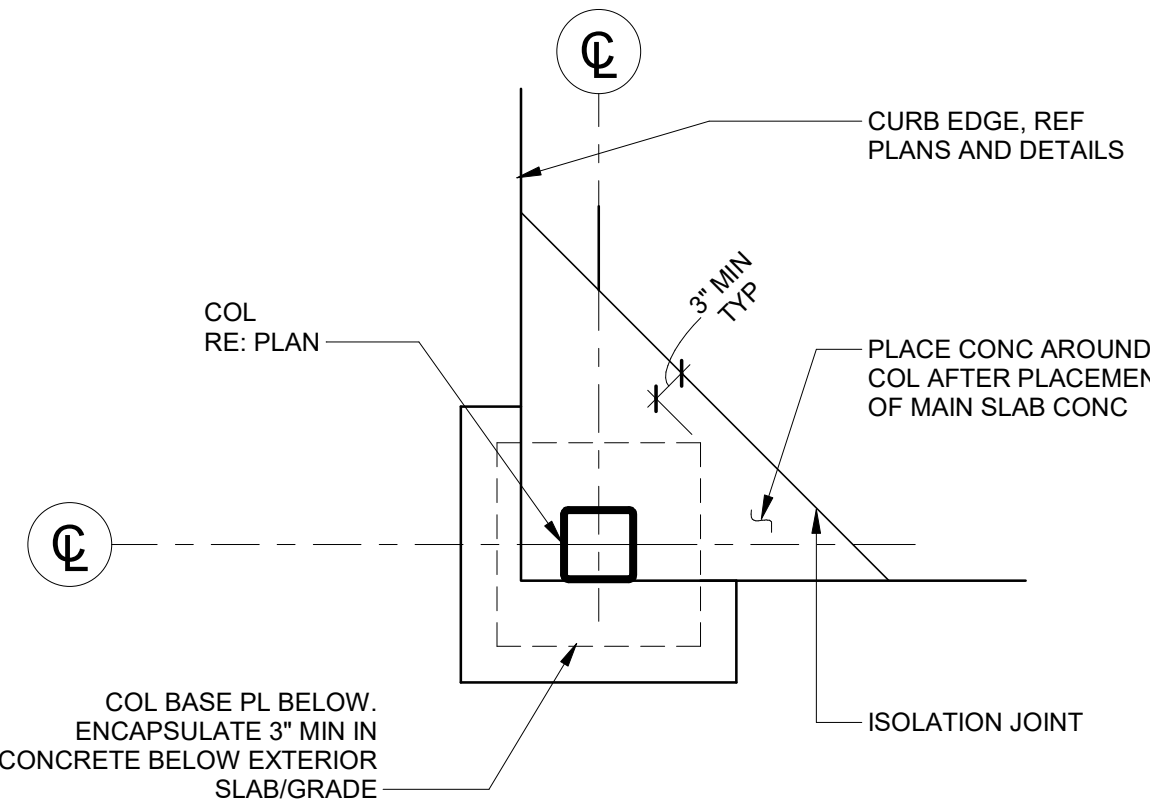 ℄
CURB EDGE, REF
PLANS AND DETAILS
3" MIN
TYP
COL
RE: PLAN
PLACE CONC AROUND
COL AFTER PLACEMEN
OF MAIN SLAB CONC
℄
COL BASE PL BELOW.
ENCAPSULATE 3" MIN IN
CONCRETE BELOW EXTERIOR
SLAB/GRADE
ISOLATION JOINT